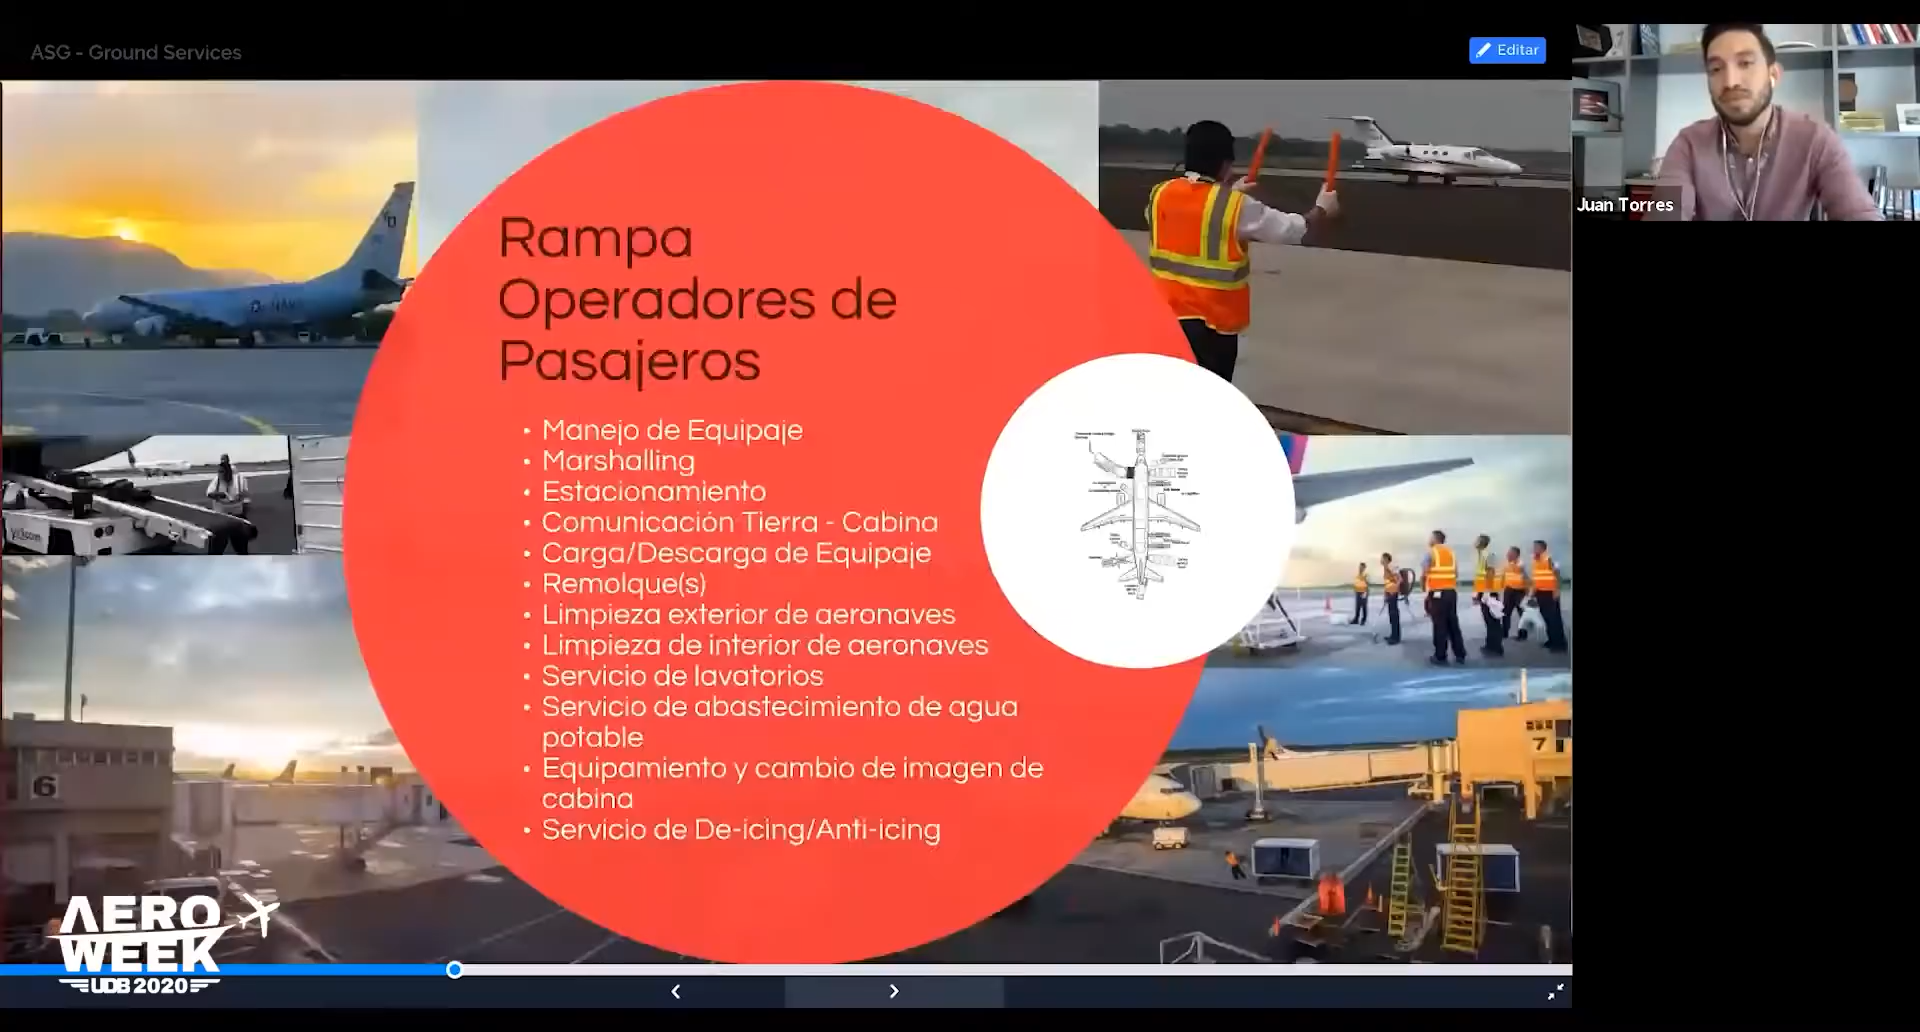 ASG - Ground Services
Editar
Juan Torres
Rampa
Operadores de
Pasajeros
• Manejo de Equipaje
• Marshalling
• Estacionamiento
• Comunicación Tierra - Cabina
• Carga/Descarga de Equipaje
• Remolque(s)
• Limpieza exterior de aeronaves
• Limpieza de interior de aeronaves
• Servicio de lavatorios
• Servicio de abastecimiento de agua
potable
• Equipamiento y cambio de imagen de
cabina
• Servicio de De-icing/Anti-icing
6
7
AERO
WEEK
UDB 2020